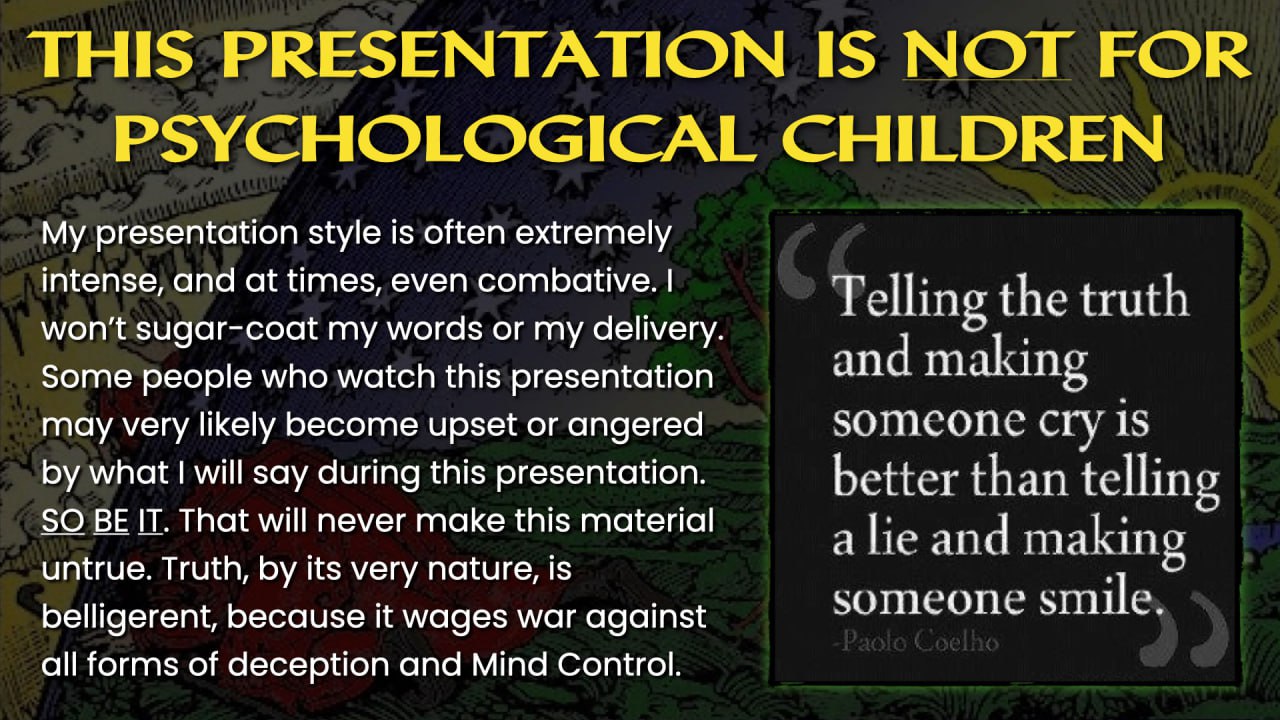 THIS PRESENTATION IS NOT FOR
PSYCHOLOGICAL CHILDREN
My presentation style is often extremely
intense, and at times, even combative. I
won’t sugar-coat my words or my delivery.
Some people who watch this presentation
may very likely become upset or angered
by what I will say during this presentation.
SO BE IT. That will never make this material
untrue. Truth, by its very nature, is
belligerent, because it wages war against
all forms of deception and Mind Control.
“Telling the truth
and making
someone cry is
better than telling
a lie and making
someone smile.”
-Paolo Coelho